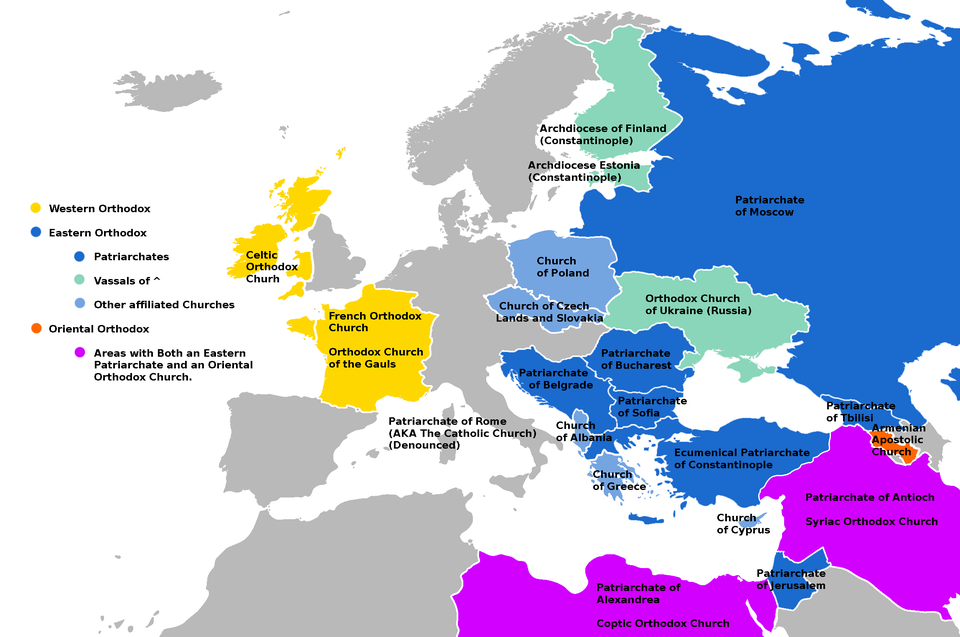 Archdiocese of Finland
(Constantinople)
Archdiocese Estonia
(Constantinople)
Patriarchate
of Moscow
Western Orthodox
Eastern Orthodox
Patriarchates
Vassals of ^
Other affiliated Churches
Oriental Orthodox
Areas with Both an Eastern
Patriarchate and an Oriental
Orthodox Church.
Celtic
Orthodox
Churh
Church
of Poland
Church of Czech
Lands and Slovakia
Orthodox Church
of Ukraine (Russia)
French Orthodox
Church
Orthodox Church
of the Gauls
Patriarchate
of Bucharest
Patriarchate
of Belgrade
Patriarchate
of Sofia
Patriarchate of Rome
(AKA The Catholic Church)
(Denounced)
Church
of Albania
Church
of Greece
Ecumenical Patriarchate
of Constantinople
Patriarchate
of Tbilisi
Armenian
Apostolic
Church
Patriarchate of Antioch
Syriac Orthodox Church
Church
of Cyprus
Patriarchate
of Jerusalem
Patriarchate of
Alexandrea
Coptic Orthodox Church